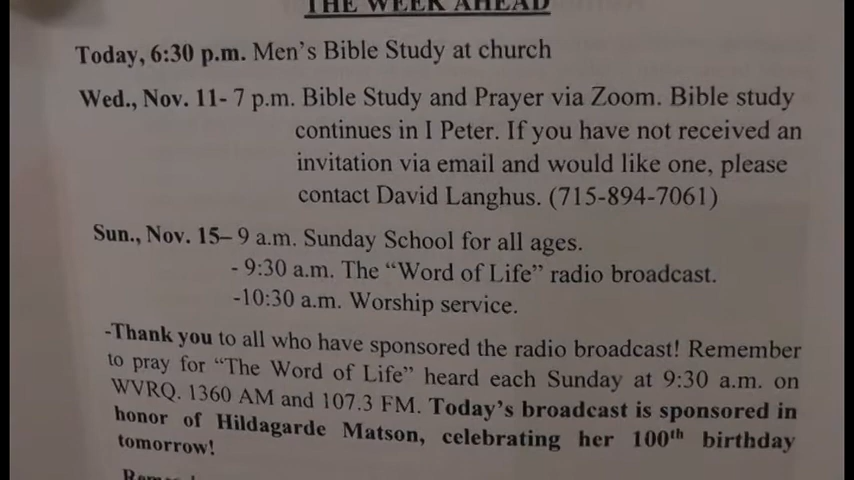 THE WEEK AHEAD
Today, 6:30 p.m. Men's Bible Study at church
Wed., Nov. 11- 7 p.m. Bible Study and Prayer via Zoom. Bible study
continues in I Peter. If you have not received an
invitation via email and would like one, please
contact David Langhus. (715-894-7061)
Sun., Nov. 15– 9 a.m. Sunday School for all ages.
- 9:30 a.m. The “Word of Life” radio broadcast.
-10:30 a.m. Worship service.
-Thank you to all who have sponsored the radio broadcast! Remember
to pray for “The Word of Life” heard each Sunday at 9:30 a.m. on
WVRQ. 1360 AM and 107.3 FM. Today's broadcast is sponsored in
honor of Hildagarde Matson, celebrating her 100th birthday
tomorrow!